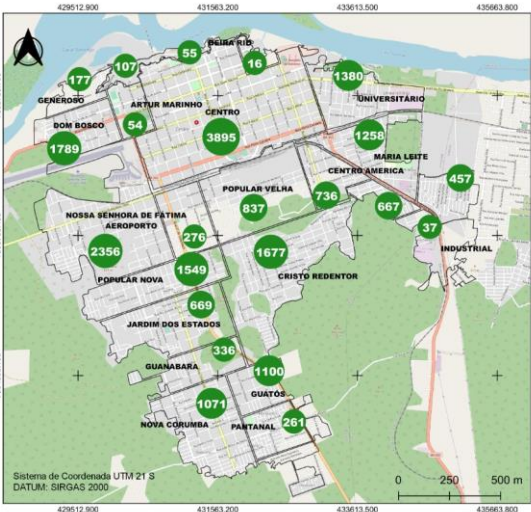 429512.900 431563.200 433613.500 435663.800
BEIRA RIO
55
107
16
177
1380
GENEROSO
UNIVERSITÁRIO
ARTUR MARINHO
CENTRO
DOM BOSCO
54
3895
1258
1789
MARIA LEITE
CENTRO AMERICA
457
POPULAR VELHA
736
667
837
NOSSA SENHORA DE FÁTIMA
AEROPORTO
37
276
INDUSTRIAL
2356
1677
1549
CRISTO REDENTOR
POPULAR NOVA
669
JARDIM DOS ESTADOS
336
GUANABARA
1100
GUATÓS
1071
261
NOVA CORUMBA
PANTANAL
Sistema de Coordenada UTM 21 S
DATUM: SIRGAS 2000
0 250 500 m
429512.900 431563.200 433613.500 435663.800